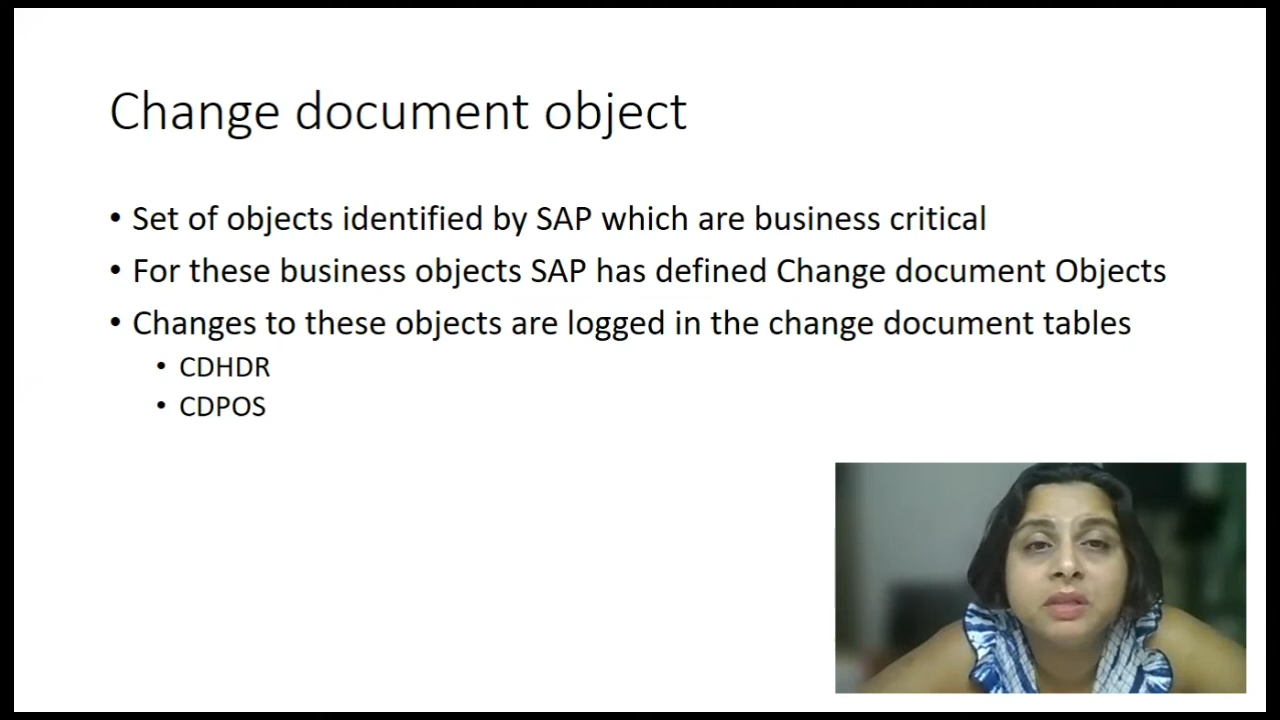 Change document object
• Set of objects identified by SAP which are business critical
• For these business objects SAP has defined Change document Objects
• Changes to these objects are logged in the change document tables
• CDHDR
• CDPOS